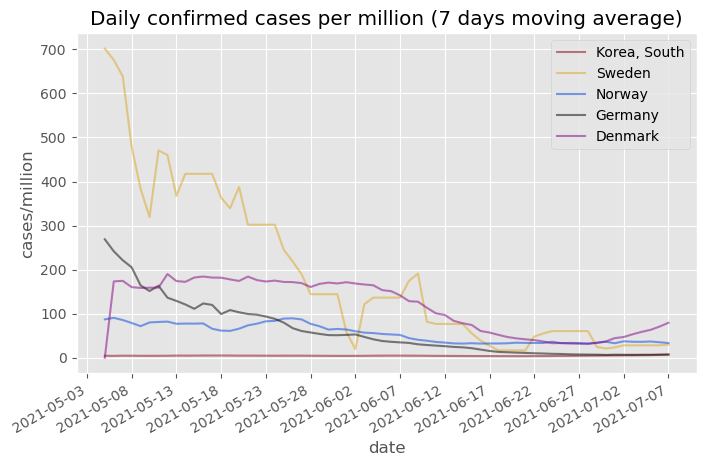 Daily confirmed cases per million (7 days moving average)
Korea, South
Sweden
Norway
Germany
Denmark
cases/million
700
600
500
400
300
200
100
0
2021-05-03
2021-05-08
2021-05-13
2021-05-18
2021-05-23
2021-05-28
2021-06-02
2021-06-07
2021-06-12
2021-06-17
2021-06-22
2021-06-27
2021-07-02
2021-07-07
date